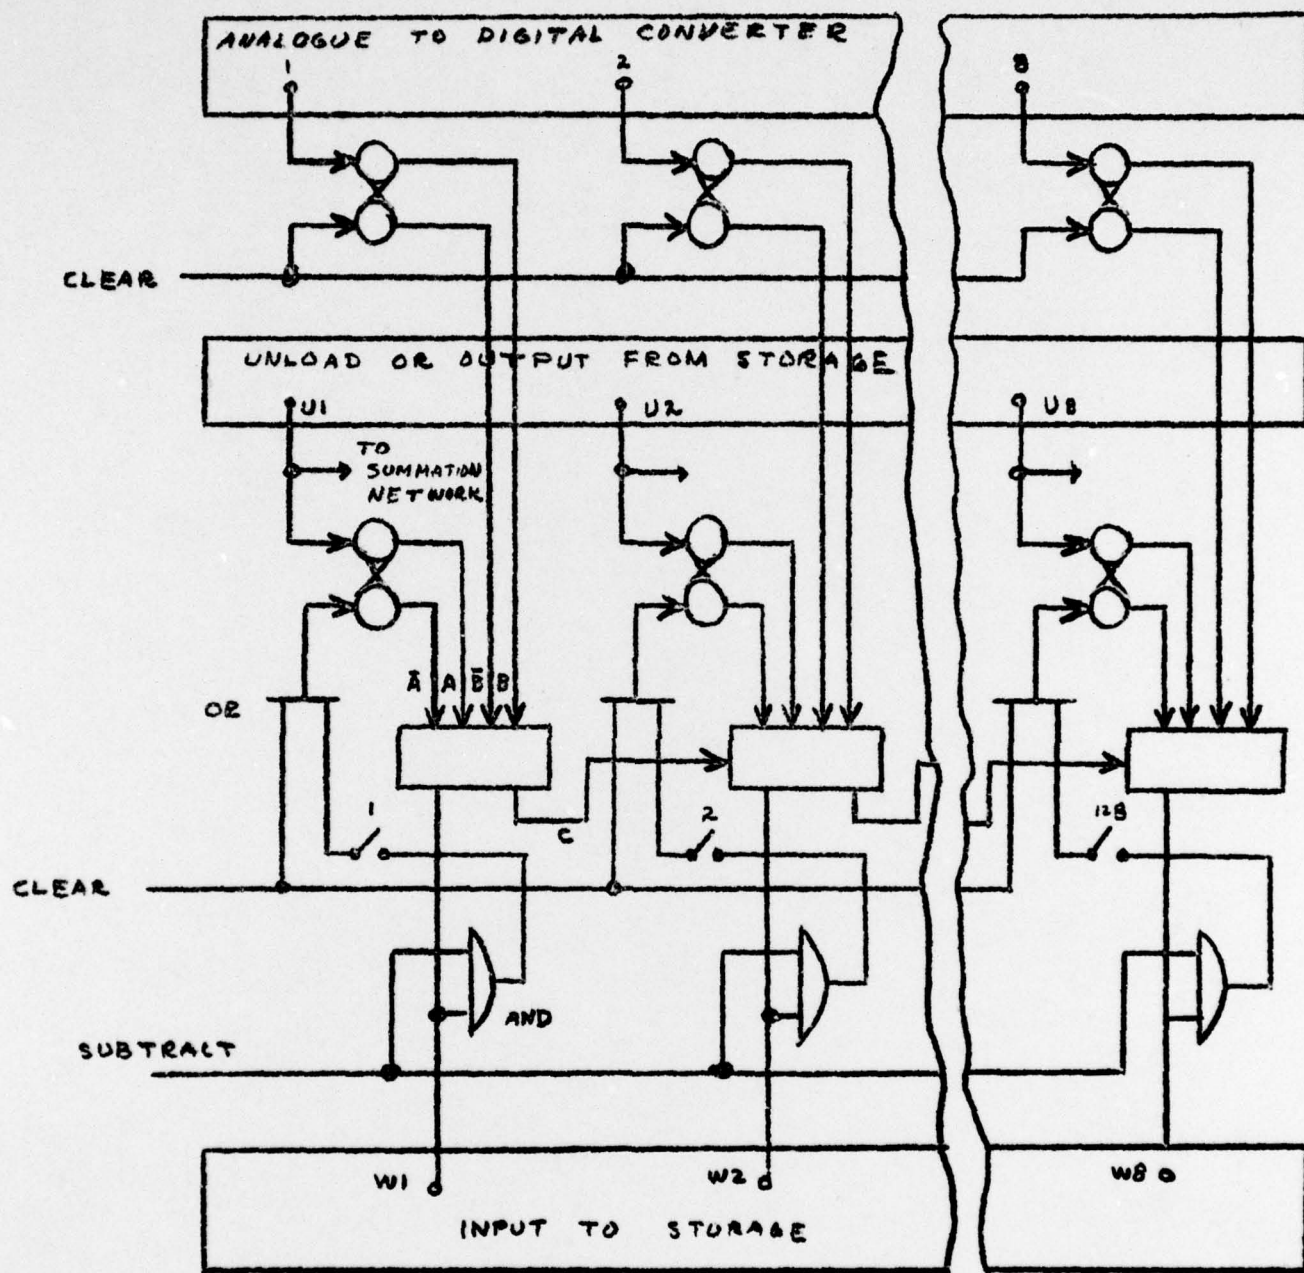 ANALOGUE TO DIGITAL CONVERTER
1
2
8
CLEAR
UNLOAD OR OUTPUT FROM STORAGE
U1
U2
U8
TO
SUMMATION
NETWORK
Ā A B̄ B
OR
1
2
128
C
CLEAR
AND
SUBTRACT
W1
W2
W8
INPUT TO STORAGE